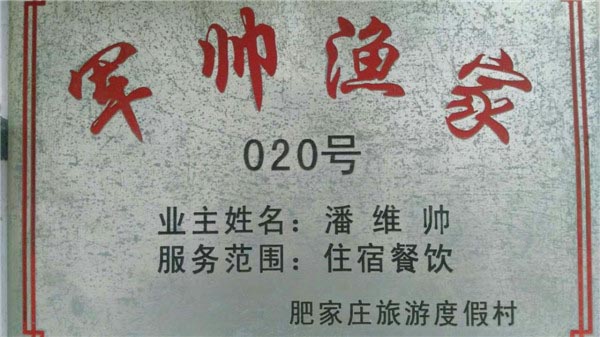 军帅渔家
020号
业主姓名：潘维帅
服务范围：住宿餐饮
肥家庄旅游度假村